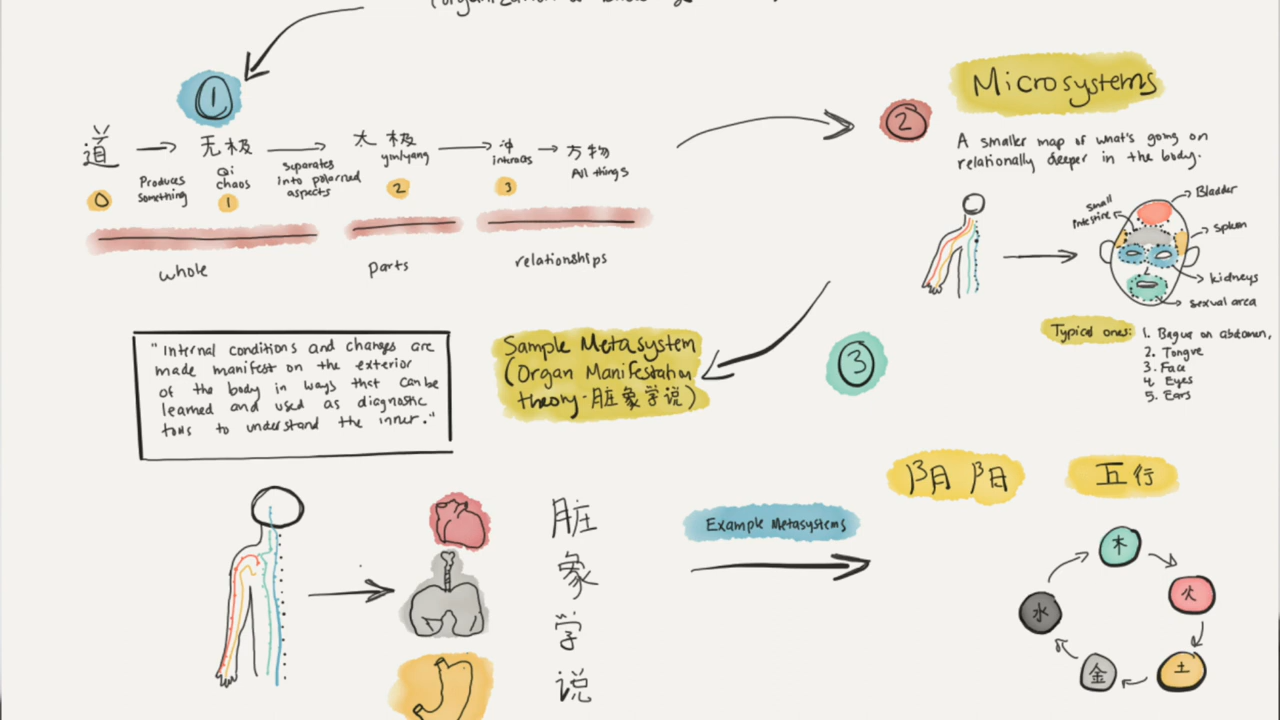 (organization of
1
道 无极 太极 冲 万物
Produces something
Qi
chaos
separates
into polarized
aspects
yin/yang
interacts
All things
0 1 2 3
whole parts relationships
2
Microsystems
A smaller map of what's going on
relationally deeper in the body.
Bladder
small
intestine
spleen
kidneys
sexual area
Typical ones:
1. Bagua on abdomen,
2. Tongue
3. Face
4. Eyes
5. Ears
"Internal conditions and changes are
made manifest on the exterior
of the body in ways that can be
learned and used as diagnostic
tools to understand the inner."
Sample Metasystem
(Organ Manifestation
theory·脏象学说)
3
脏
象
学
说
Example Metasystems
阴阳
五行
木
火
土
金
水